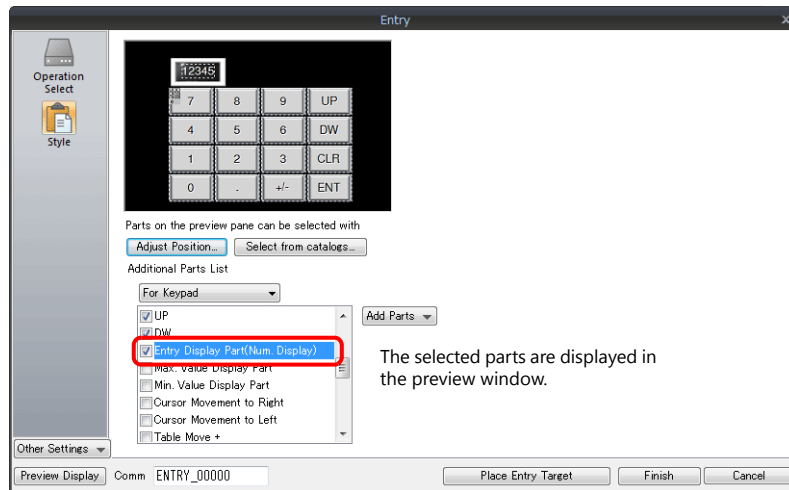 Entry
Operation
Select
Style
12345
7 8 9 UP
4 5 6 DW
1 2 3 CLR
0 . +/- ENT
Parts on the preview pane can be selected with
Adjust Position... Select from catalogs...
Additional Parts List
For Keypad
UP
DW
Entry Display Part(Num. Display)
Max. Value Display Part
Min. Value Display Part
Cursor Movement to Right
Cursor Movement to Left
Table Move +
Add Parts
The selected parts are displayed in
the preview window.
Other Settings
Preview Display Comm ENTRY_00000 Place Entry Target Finish Cancel